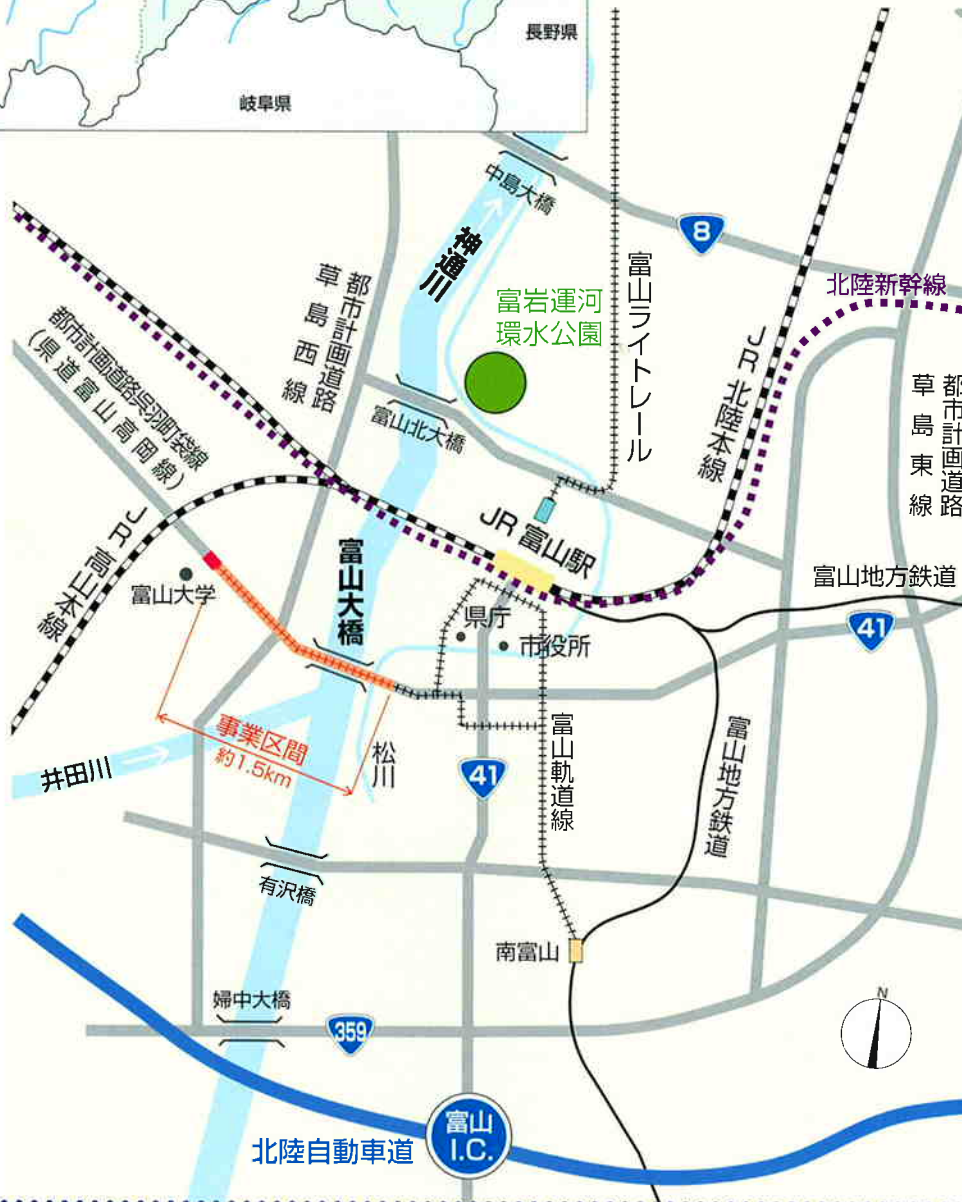 長野県
岐阜県
中島大橋
神通川
8
都市計画道路
草島西線
富岩運河
環水公園
富山ライトレール
北陸新幹線
JR北陸本線
都市計画道路呉羽町袋線
(県道富山高岡線)
富山北大橋
都市計画道路
草島東線
JR高山本線
JR富山駅
富山大橋
富山大学
県庁
市役所
富山地方鉄道
41
事業区間
約1.5km
松川
井田川
41
富山軌道線
富山地方鉄道
有沢橋
南富山
婦中大橋
359
N
富山
I.C.
北陸自動車道